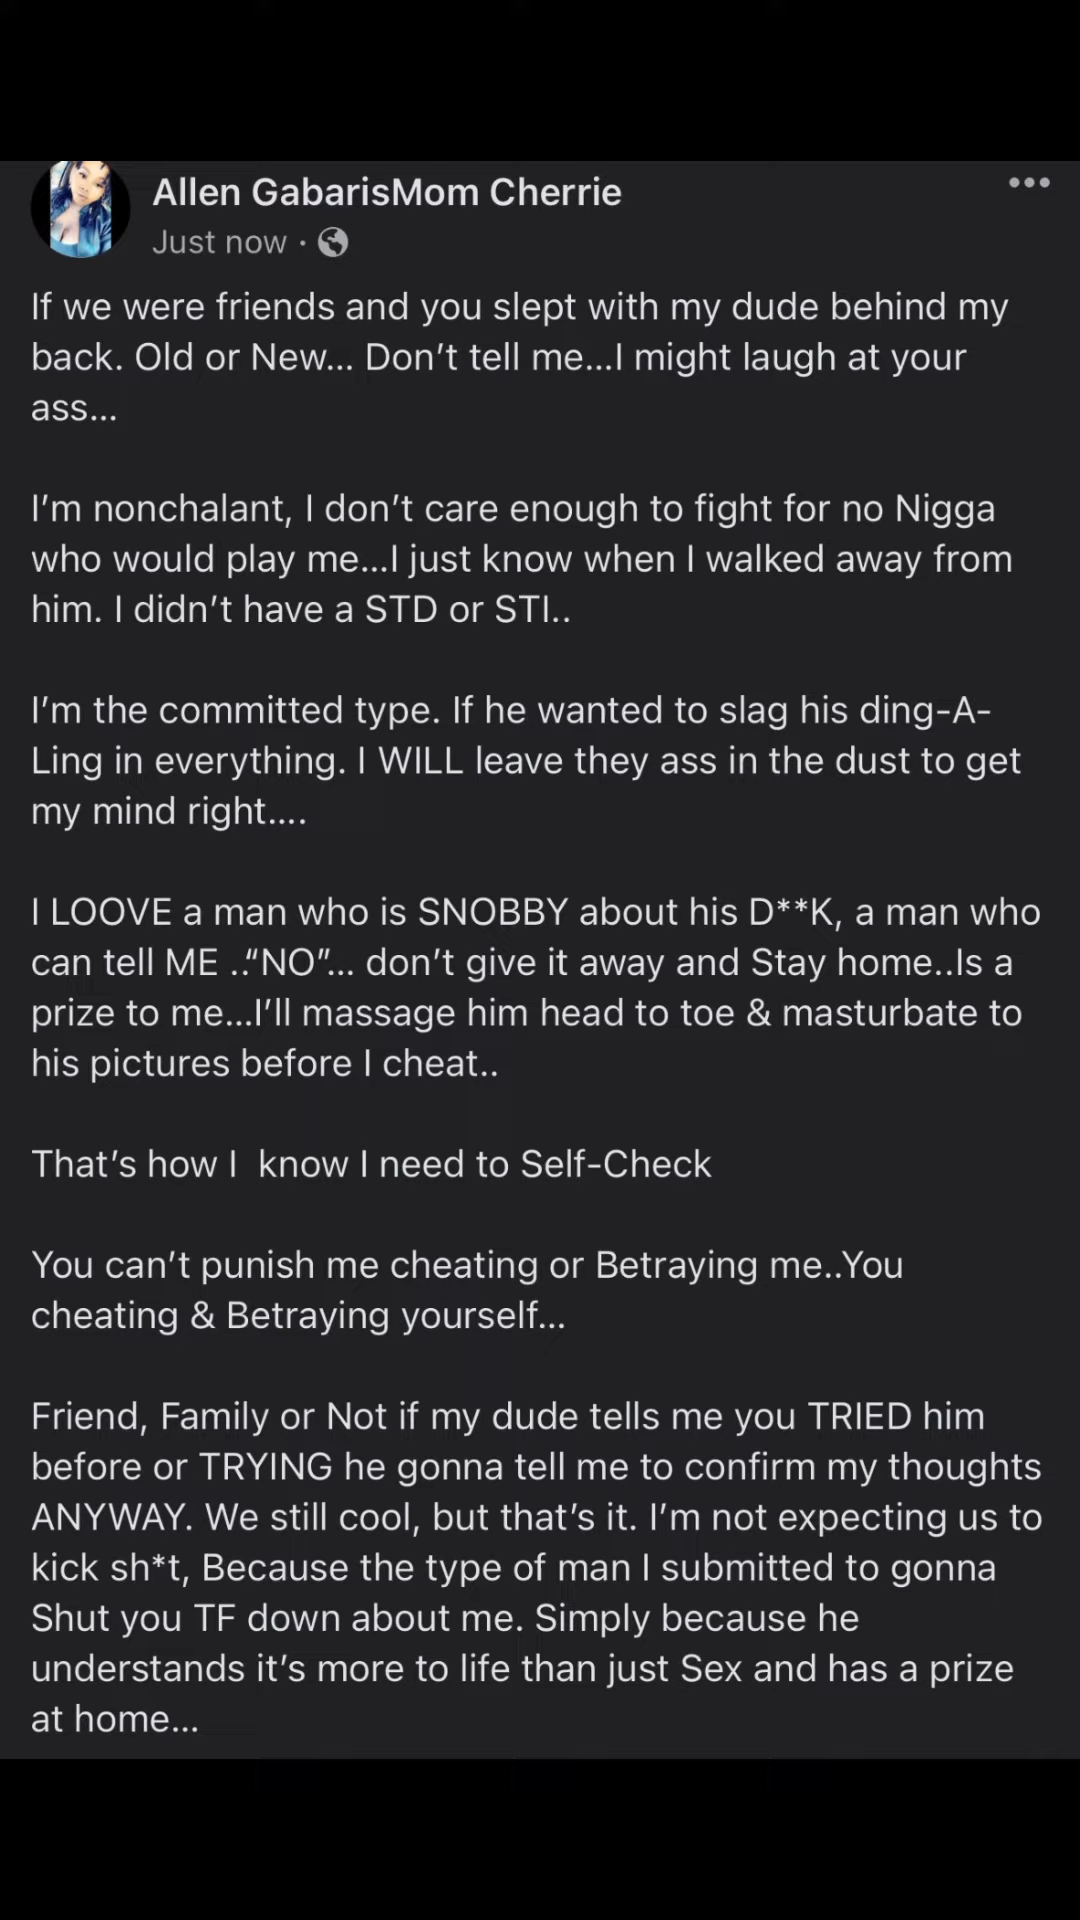 Allen GabarisMom Cherrie
Just now ·
If we were friends and you slept with my dude behind my
back. Old or New... Don't tell me...I might laugh at your
ass...
I'm nonchalant, I don't care enough to fight for no Nigga
who would play me...I just know when I walked away from
him. I didn't have a STD or STI..
I'm the committed type. If he wanted to slag his ding-A-
Ling in everything. I WILL leave they ass in the dust to get
my mind right....
I LOOVE a man who is SNOBBY about his D**K, a man who
can tell ME .."NO"... don't give it away and Stay home..Is a
prize to me...I'll massage him head to toe & masturbate to
his pictures before I cheat..
That's how I  know I need to Self-Check
You can't punish me cheating or Betraying me..You
cheating & Betraying yourself...
Friend, Family or Not if my dude tells me you TRIED him
before or TRYING he gonna tell me to confirm my thoughts
ANYWAY. We still cool, but that's it. I'm not expecting us to
kick sh*t, Because the type of man I submitted to gonna
Shut you TF down about me. Simply because he
understands it's more to life than just Sex and has a prize
at home...